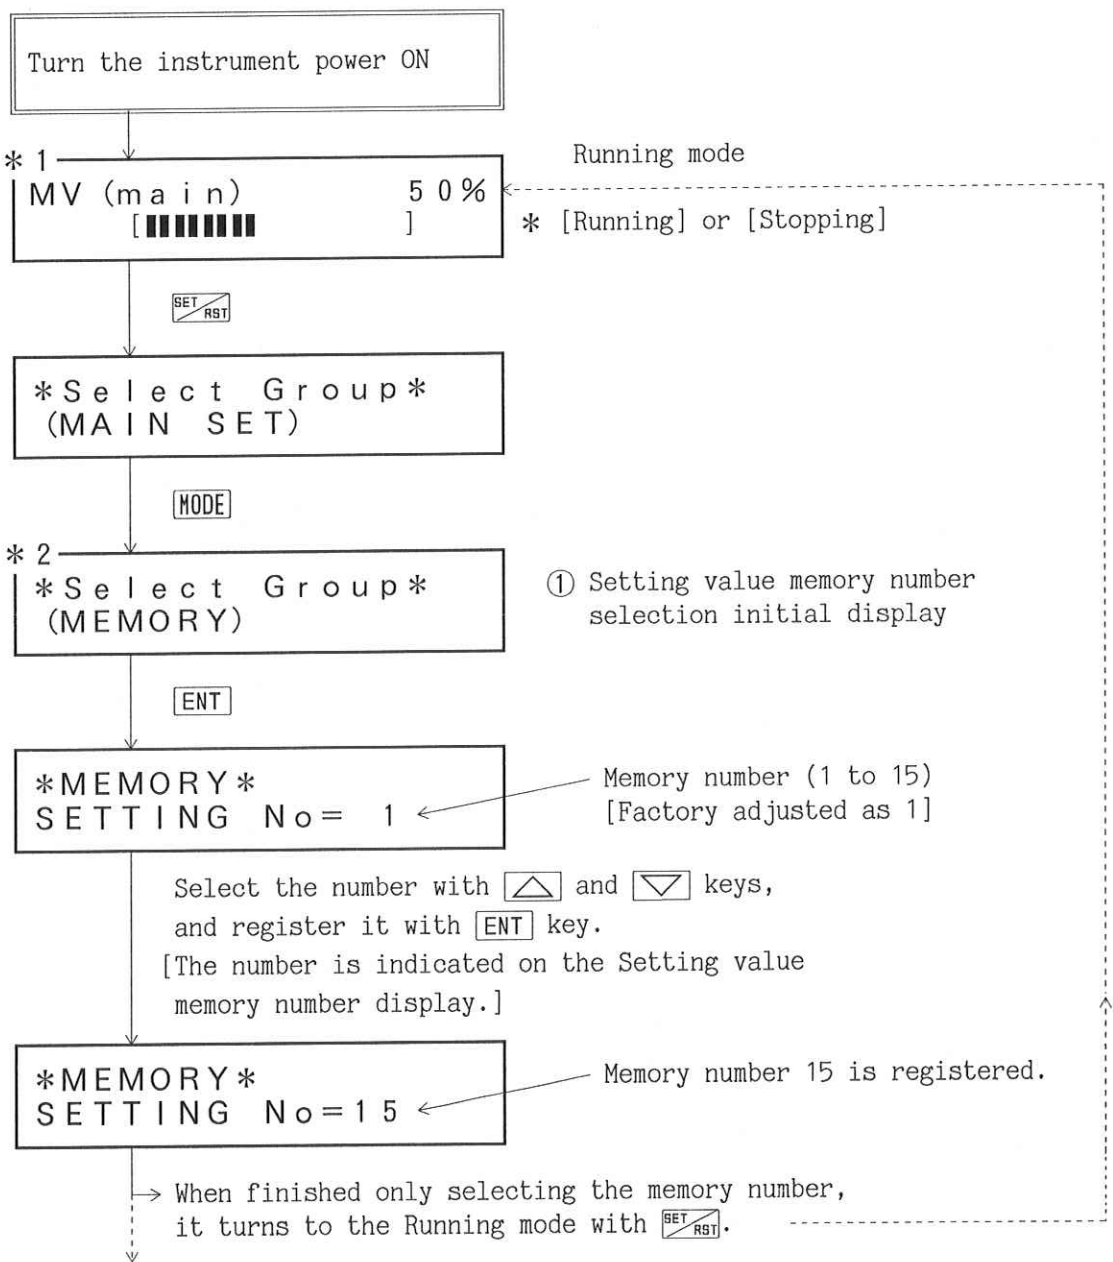 Turn the instrument power ON
* 1
Running mode
MV (main) 50%
[ ]
* [Running] or [Stopping]
SET/RST
*Select Group*
(MAIN SET)
MODE
* 2
*Select Group*
(MEMORY)
① Setting value memory number
selection initial display
ENT
*MEMORY*
SETTING No= 1
Memory number (1 to 15)
[Factory adjusted as 1]
Select the number with △ and ▽ keys,
and register it with ENT key.
[The number is indicated on the Setting value
memory number display.]
*MEMORY*
SETTING No=15
Memory number 15 is registered.
When finished only selecting the memory number,
it turns to the Running mode with SET/RST.